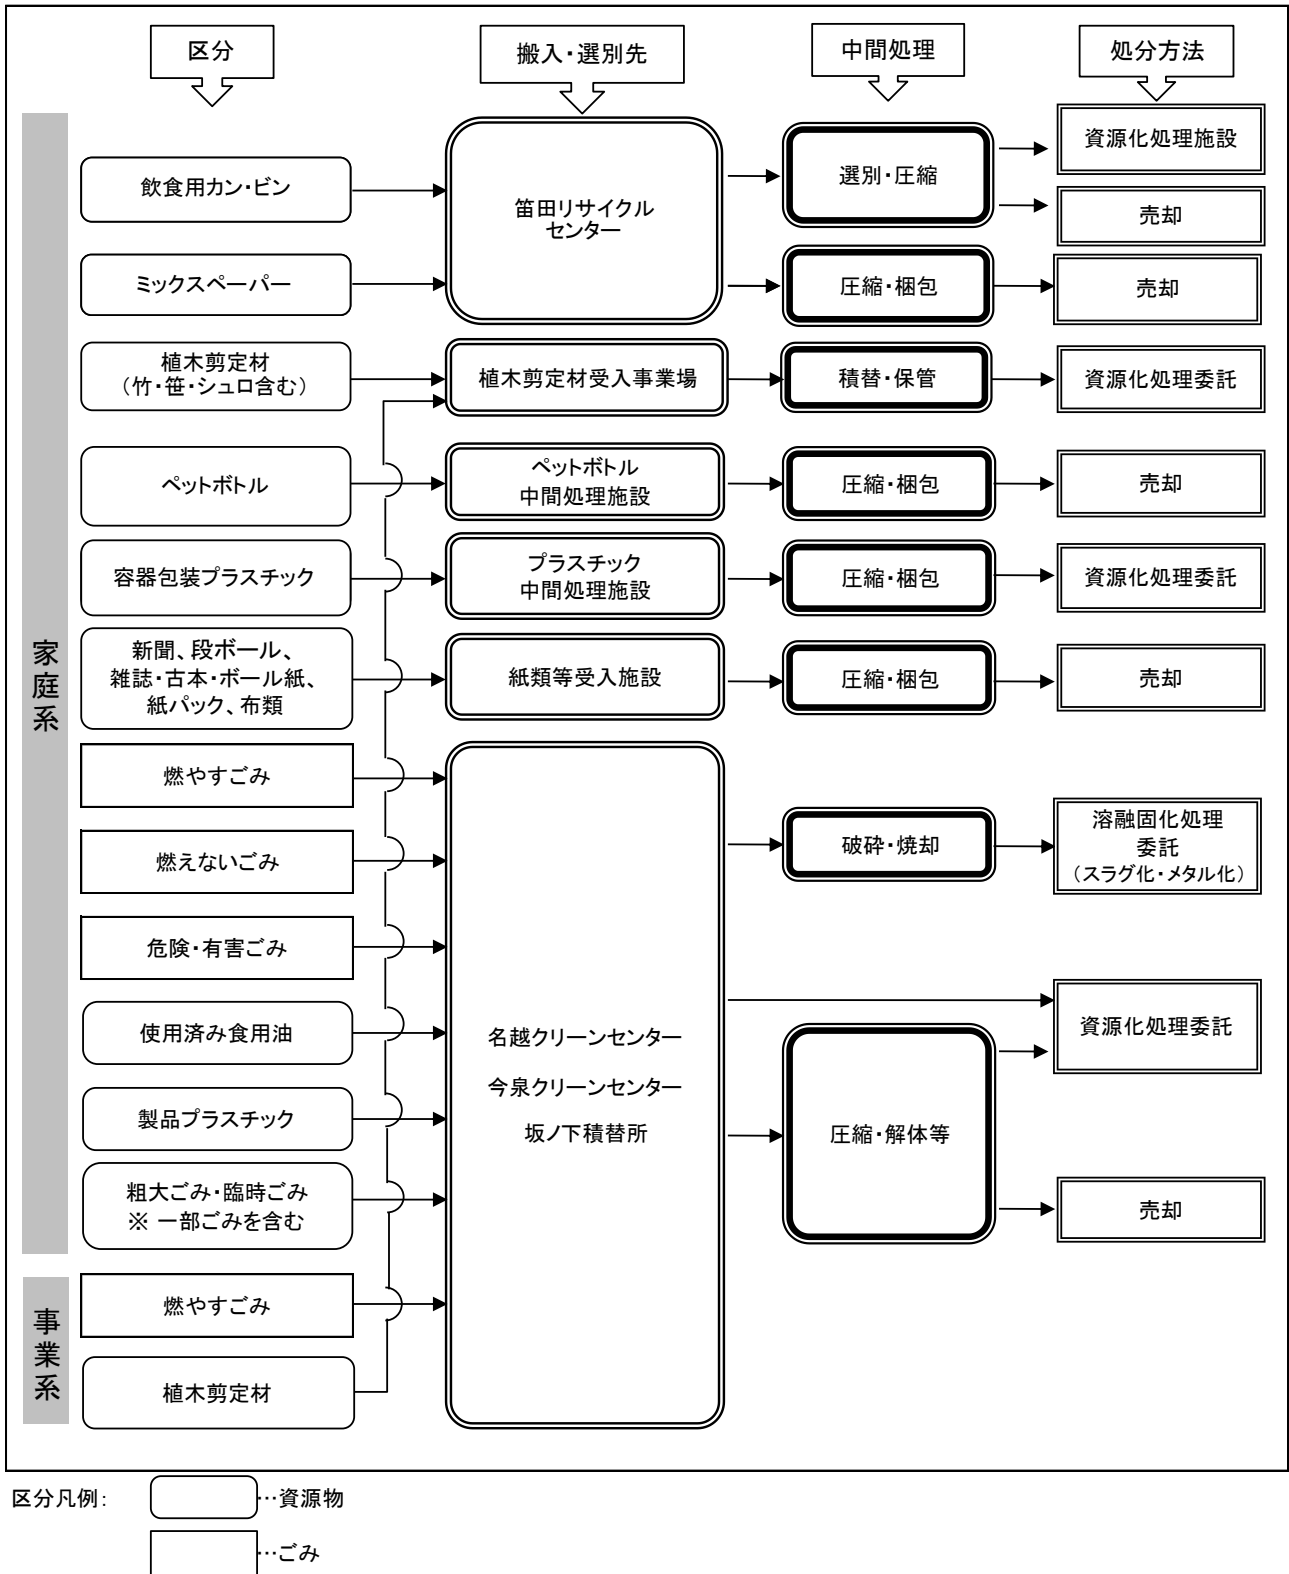 区分
搬入・選別先
中間処理
処分方法
家庭系
飲食用カン・ビン
笛田リサイクル
センター
選別・圧縮
資源化処理施設
売却
ミックスペーパー
圧縮・梱包
売却
植木剪定材
（竹・笹・シュロ含む）
植木剪定材受入事業場
積替・保管
資源化処理委託
ペットボトル
ペットボトル
中間処理施設
圧縮・梱包
売却
容器包装プラスチック
プラスチック
中間処理施設
圧縮・梱包
資源化処理委託
新聞、段ボール、
雑誌・古本・ボール紙、
紙パック、布類
紙類等受入施設
圧縮・梱包
売却
燃やすごみ
燃えないごみ
危険・有害ごみ
使用済み食用油
製品プラスチック
粗大ごみ・臨時ごみ
※ 一部ごみを含む
名越クリーンセンター
今泉クリーンセンター
坂ノ下積替所
破砕・焼却
溶融固化処理
委託
（スラグ化・メタル化）
資源化処理委託
圧縮・解体等
売却
事業系
燃やすごみ
植木剪定材
区分凡例：
…資源物
…ごみ